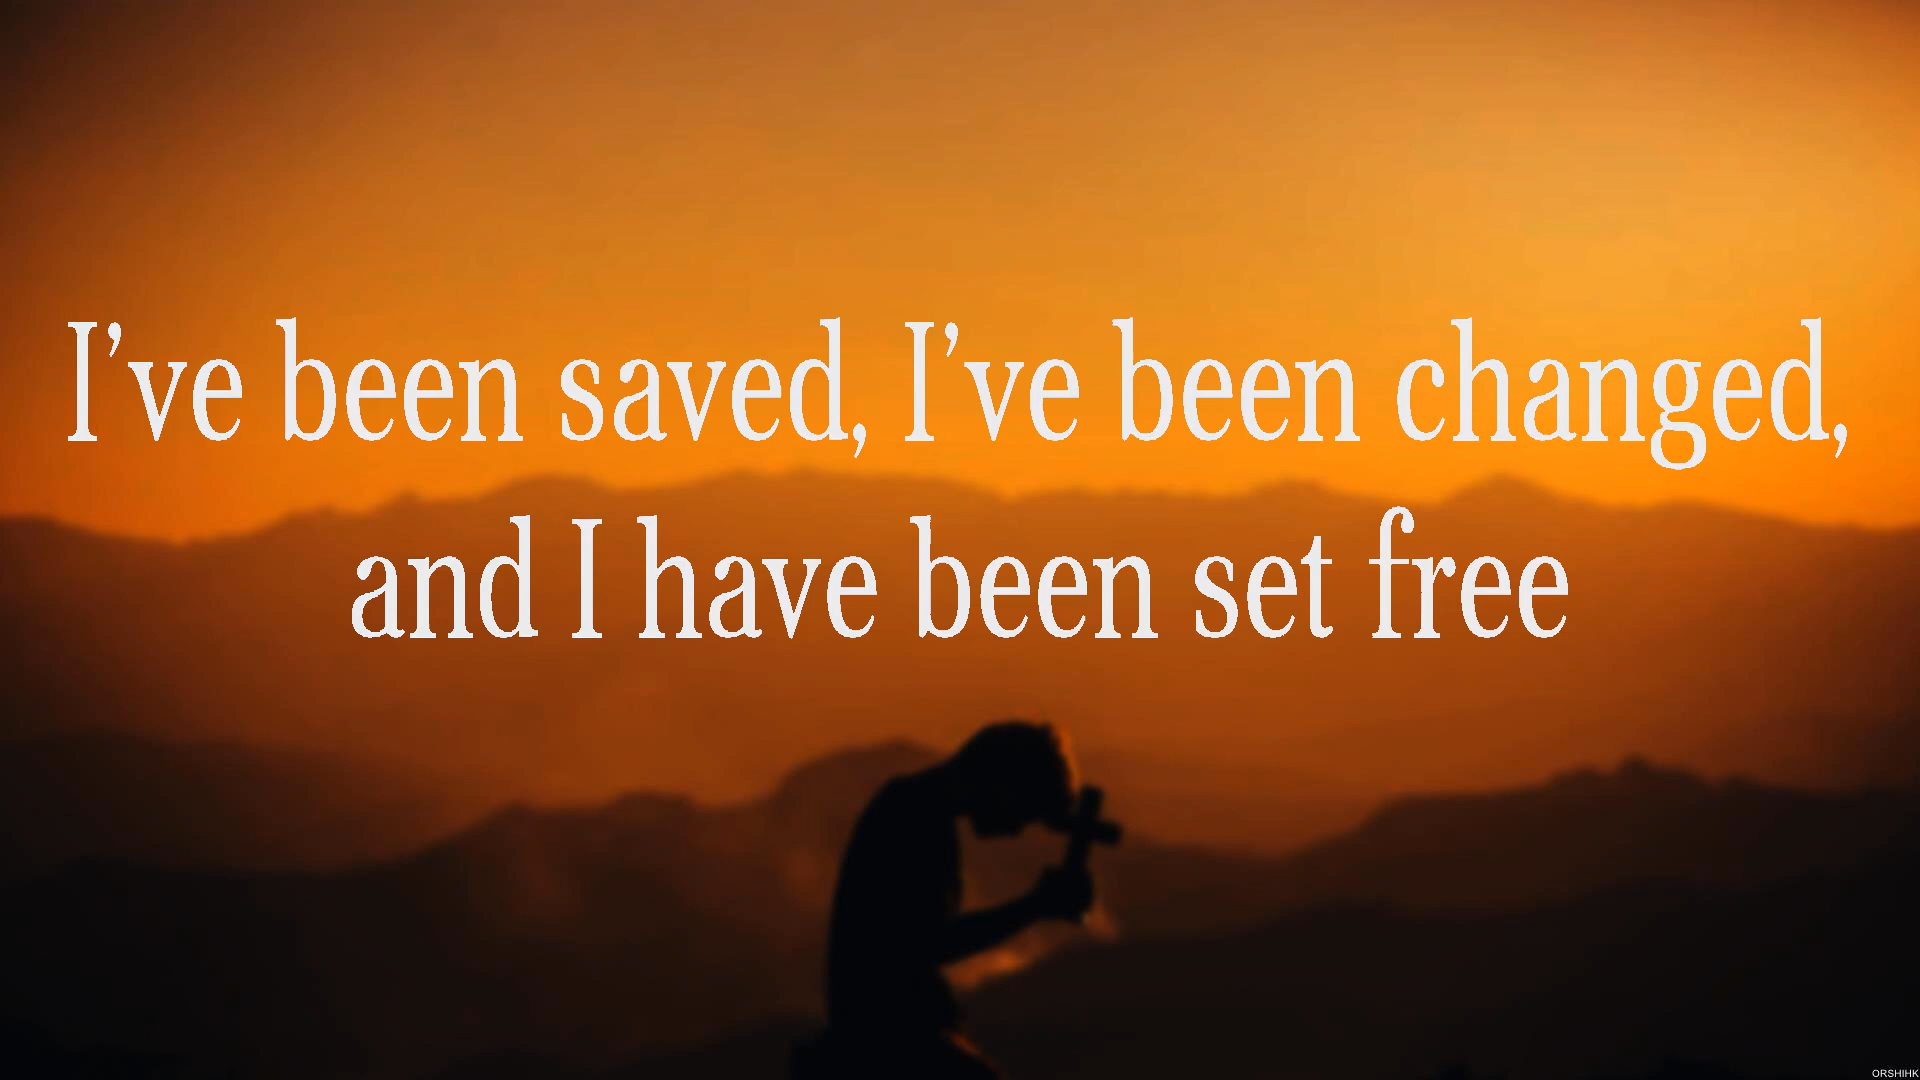 I’ve been saved, I’ve been changed,
and I have been set free
ORSHIHK